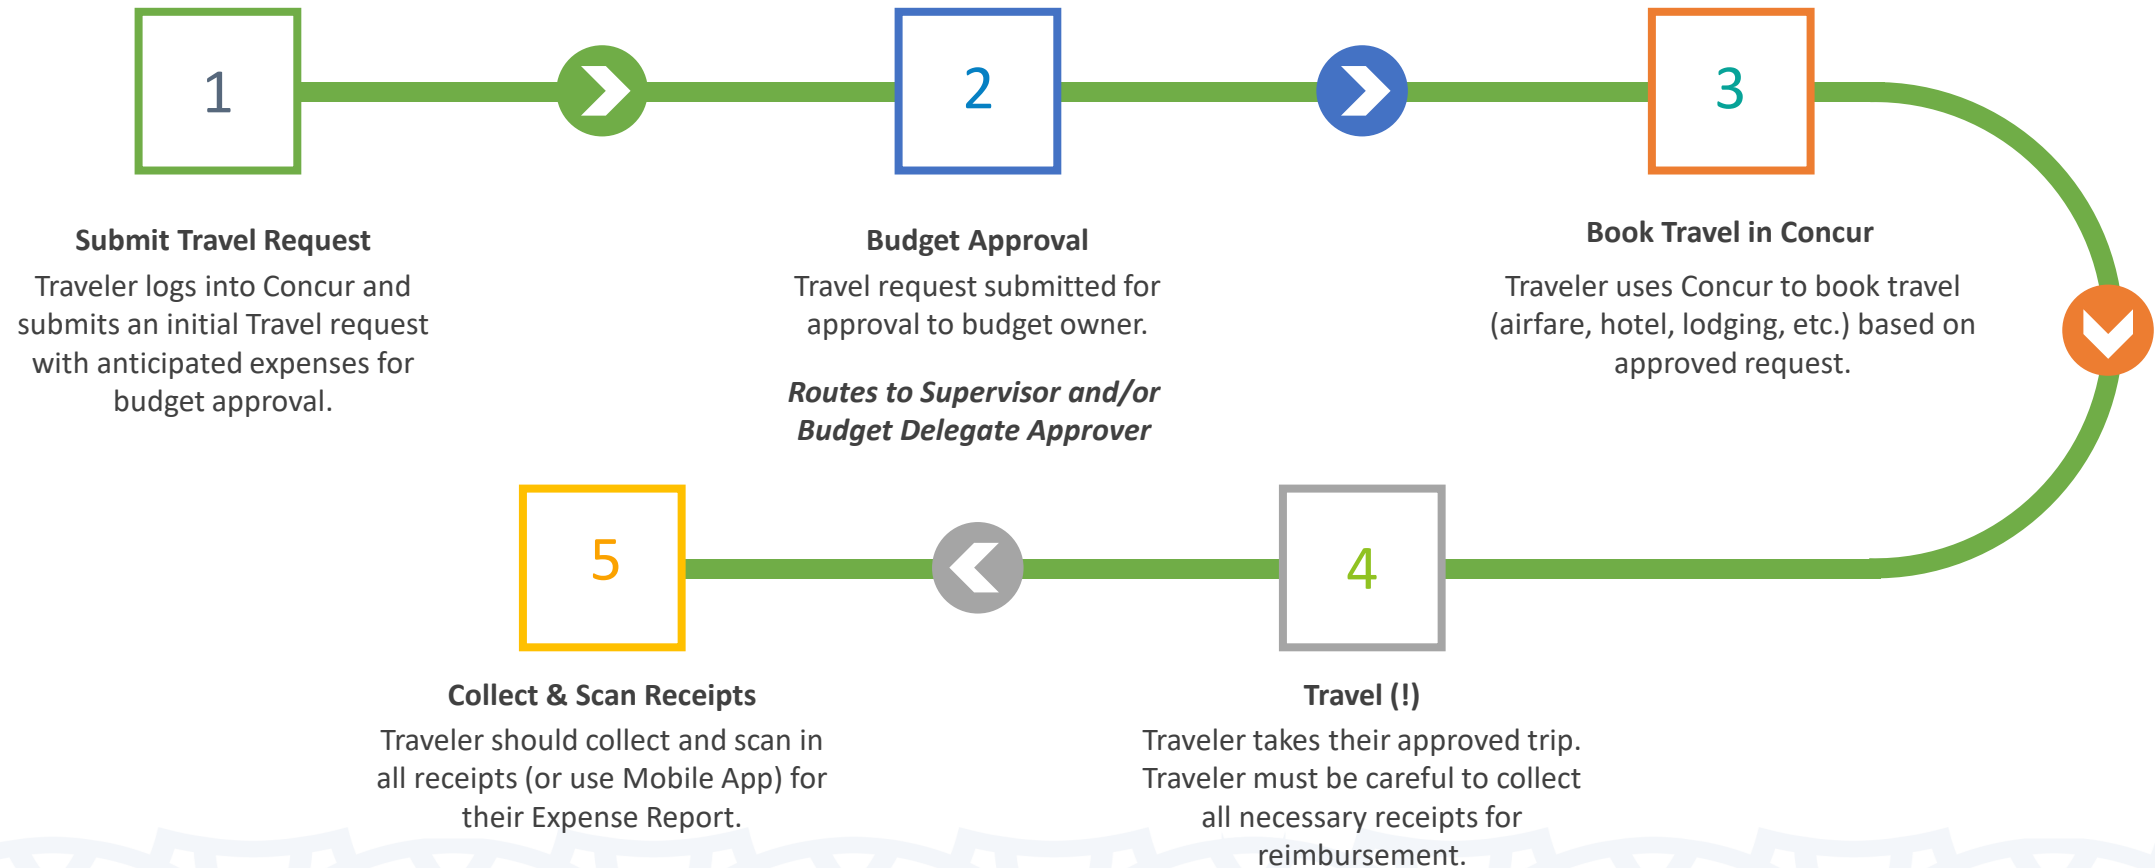 1
2
3
Submit Travel Request
Traveler logs into Concur and
submits an initial Travel request
with anticipated expenses for
budget approval.
Budget Approval
Travel request submitted for
approval to budget owner.
Routes to Supervisor and/or
Budget Delegate Approver
Book Travel in Concur
Traveler uses Concur to book travel
(airfare, hotel, lodging, etc.) based on
approved request.
4
Travel (!)
Traveler takes their approved trip.
Traveler must be careful to collect
all necessary receipts for
reimbursement.
5
Collect & Scan Receipts
Traveler should collect and scan in
all receipts (or use Mobile App) for
their Expense Report.